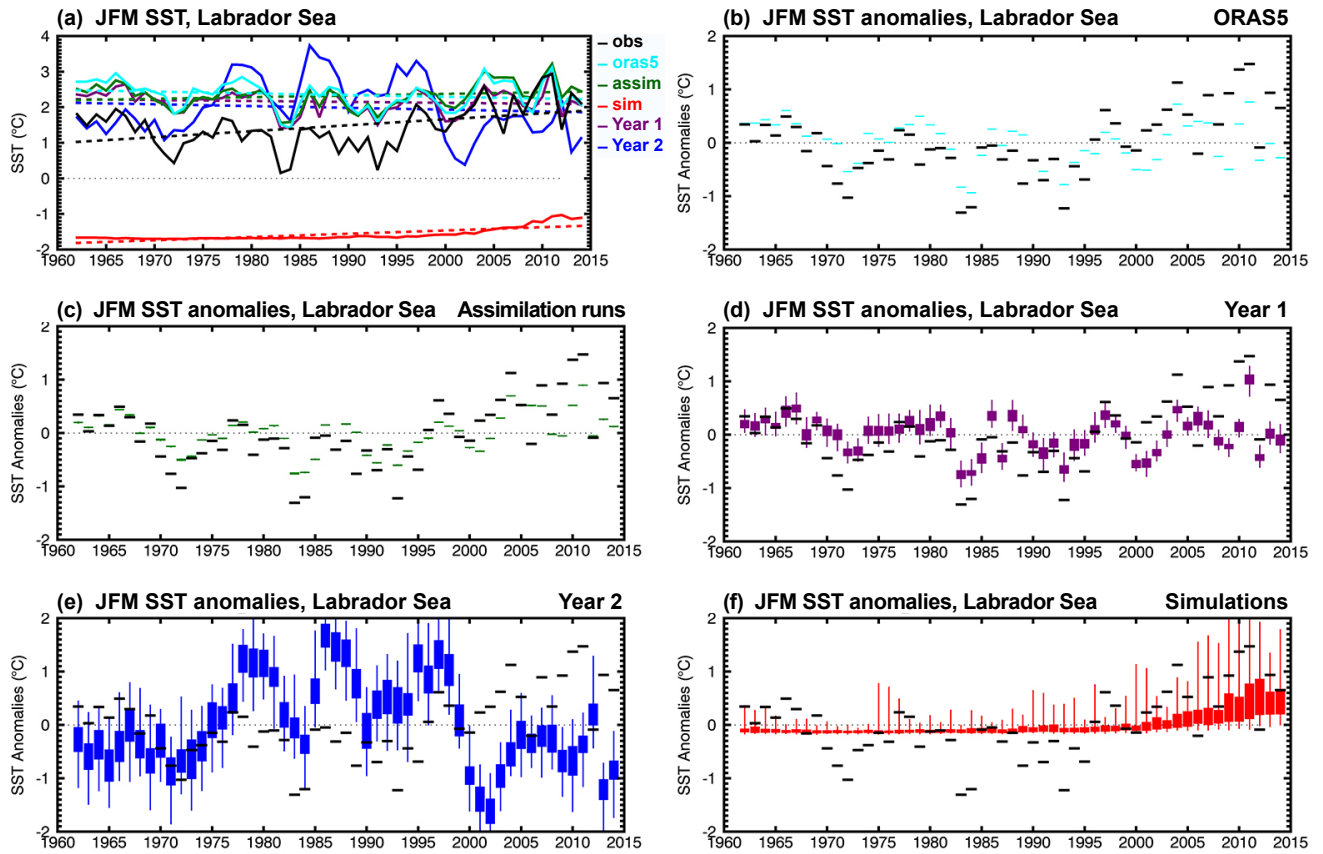 (a) JFM SST, Labrador Sea
SST (°C)
4
3
2
1
0
-1
-2
1960 1965 1970 1975 1980 1985 1990 1995 2000 2005 2010 2015
obs
oras5
assim
sim
Year 1
Year 2
(b) JFM SST anomalies, Labrador Sea ORAS5
SST Anomalies (°C)
2
1
0
-1
-2
1960 1965 1970 1975 1980 1985 1990 1995 2000 2005 2010 2015
(c) JFM SST anomalies, Labrador Sea Assimilation runs
SST Anomalies (°C)
2
1
0
-1
-2
1960 1965 1970 1975 1980 1985 1990 1995 2000 2005 2010 2015
(d) JFM SST anomalies, Labrador Sea Year 1
SST Anomalies (°C)
2
1
0
-1
-2
1960 1965 1970 1975 1980 1985 1990 1995 2000 2005 2010 2015
(e) JFM SST anomalies, Labrador Sea Year 2
SST Anomalies (°C)
2
1
0
-1
-2
1960 1965 1970 1975 1980 1985 1990 1995 2000 2005 2010 2015
(f) JFM SST anomalies, Labrador Sea Simulations
SST Anomalies (°C)
2
1
0
-1
-2
1960 1965 1970 1975 1980 1985 1990 1995 2000 2005 2010 2015